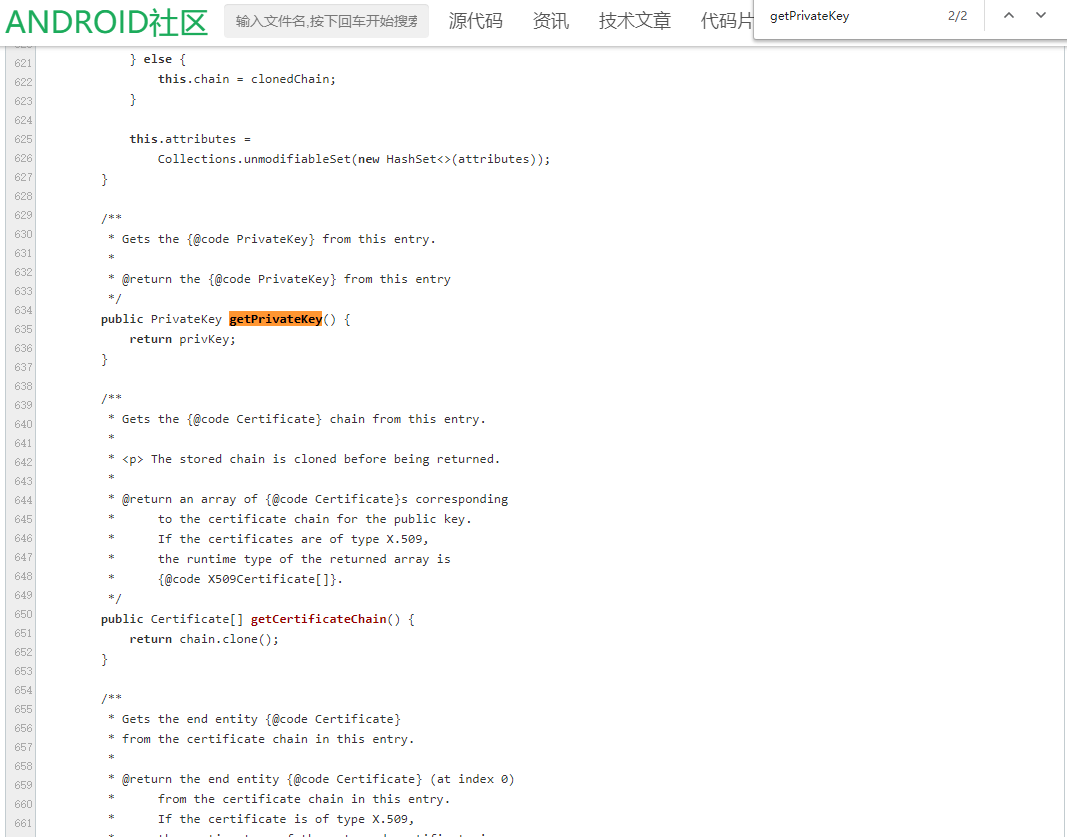 ANDROID社区 输入文件名,按下回车开始搜索 源代码 资讯 技术文章 代码片 getPrivateKey 2/2
621 } else {
622 this.chain = clonedChain;
623 }
624
625 this.attributes =
626 Collections.unmodifiableSet(new HashSet<>(attributes));
627 }
628
629 /**
630 * Gets the {@code PrivateKey} from this entry.
631 *
632 * @return the {@code PrivateKey} from this entry
633 */
634 public PrivateKey getPrivateKey() {
635 return privKey;
636 }
637
638 /**
639 * Gets the {@code Certificate} chain from this entry.
640 *
641 * <p> The stored chain is cloned before being returned.
642 *
643 * @return an array of {@code Certificate}s corresponding
644 * to the certificate chain for the public key.
645 * If the certificates are of type X.509,
646 * the runtime type of the returned array is
647 * {@code X509Certificate[]}.
648 */
649 public Certificate[] getCertificateChain() {
650 return chain.clone();
651 }
652
653 /**
654 * Gets the end entity {@code Certificate}
655 * from the certificate chain in this entry.
656 *
657 * @return the end entity {@code Certificate} (at index 0)
658 * from the certificate chain in this entry.
659 * If the certificate is of type X.509,
660
661